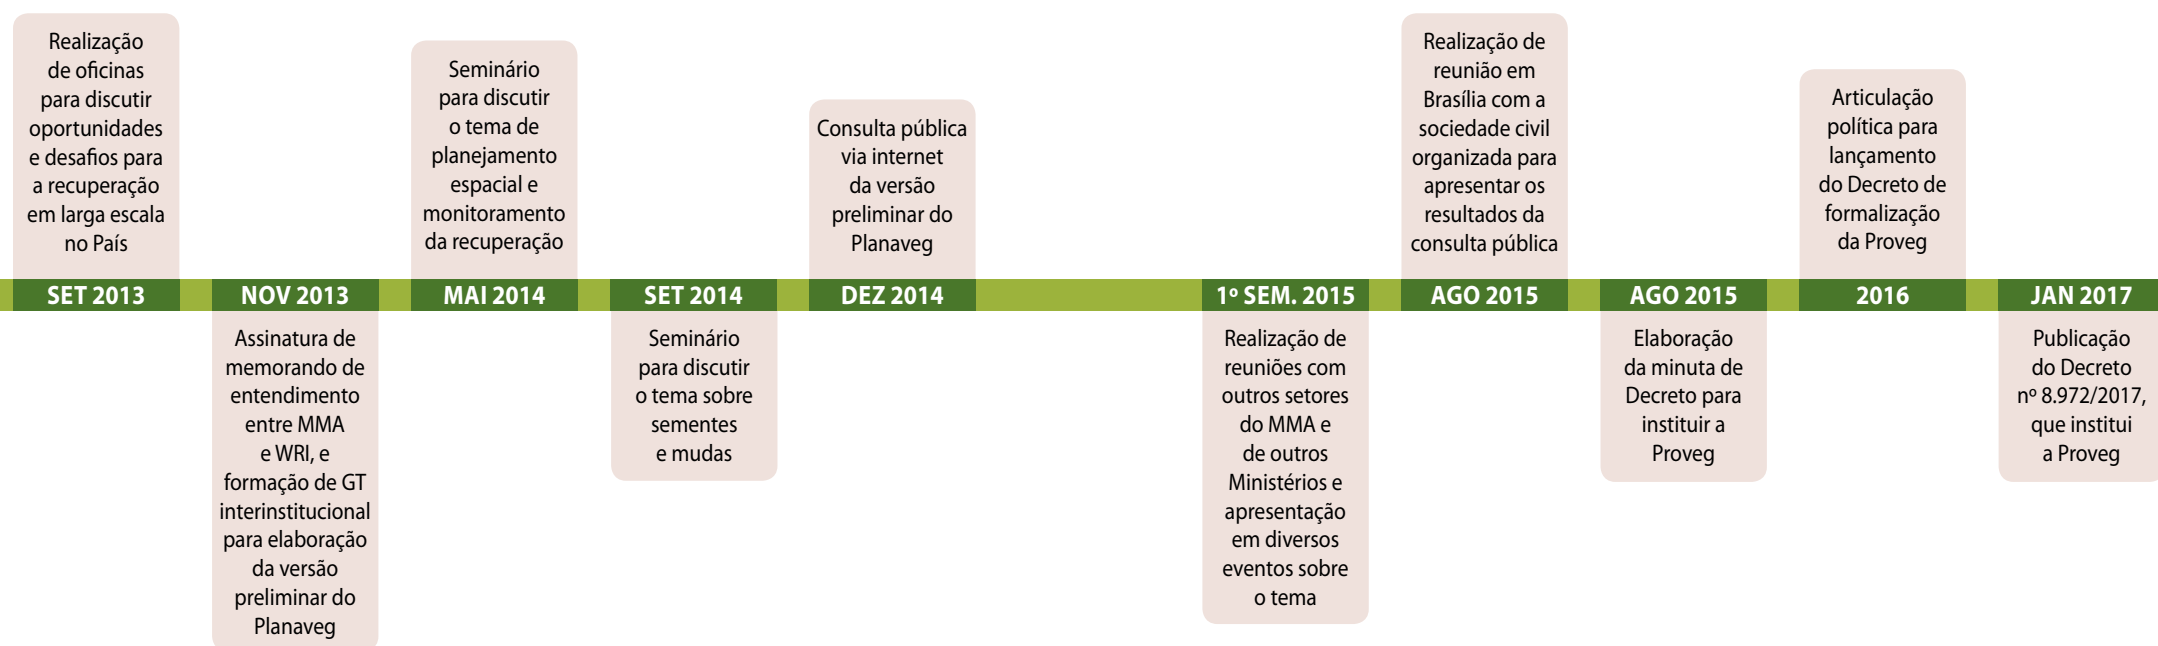 Realização
de oficinas
para discutir
oportunidades
e desafios para
a recuperação
em larga escala
no País
SET 2013
NOV 2013
Assinatura de
memorando de
entendimento
entre MMA
e WRI, e
formação de GT
interinstitucional
para elaboração
da versão
preliminar do
Planaveg
Seminário
para discutir
o tema de
planejamento
espacial e
monitoramento
da recuperação
MAI 2014
SET 2014
Seminário
para discutir
o tema sobre
sementes
e mudas
Consulta pública
via internet
da versão
preliminar do
Planaveg
DEZ 2014
1º SEM. 2015
Realização de
reuniões com
outros setores
do MMA e
de outros
Ministérios e
apresentação
em diversos
eventos sobre
o tema
Realização de
reunião em
Brasília com a
sociedade civil
organizada para
apresentar os
resultados da
consulta pública
AGO 2015
AGO 2015
Elaboração
da minuta de
Decreto para
instituir a
Proveg
Articulação
política para
lançamento
do Decreto de
formalização
da Proveg
2016
JAN 2017
Publicação
do Decreto
nº 8.972/2017,
que institui
a Proveg